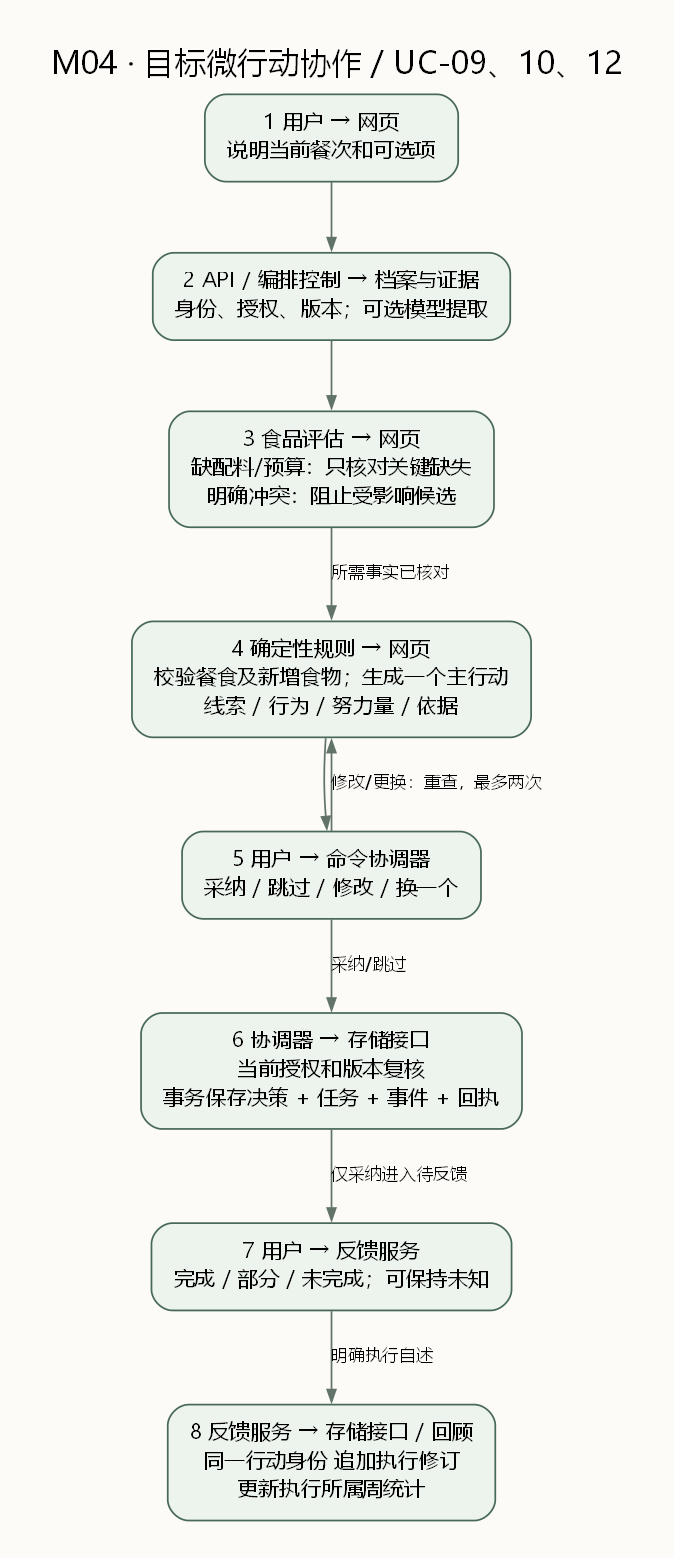 M04 · 目标微行动协作 / UC-09、10、12
1 用户 → 网页
说明当前餐次和可选项
2 API / 编排控制 → 档案与证据
身份、授权、版本；可选模型提取
3 食品评估 → 网页
缺配料/预算：只核对关键缺失
明确冲突：阻止受影响候选
所需事实已核对
4 确定性规则 → 网页
校验餐食及新增食物；生成一个主行动
线索 / 行为 / 努力量 / 依据
修改/更换：重查，最多两次
5 用户 → 命令协调器
采纳 / 跳过 / 修改 / 换一个
采纳/跳过
6 协调器 → 存储接口
当前授权和版本复核
事务保存决策 + 任务 + 事件 + 回执
仅采纳进入待反馈
7 用户 → 反馈服务
完成 / 部分 / 未完成；可保持未知
明确执行自述
8 反馈服务 → 存储接口 / 回顾
同一行动身份 追加执行修订
更新执行所属周统计